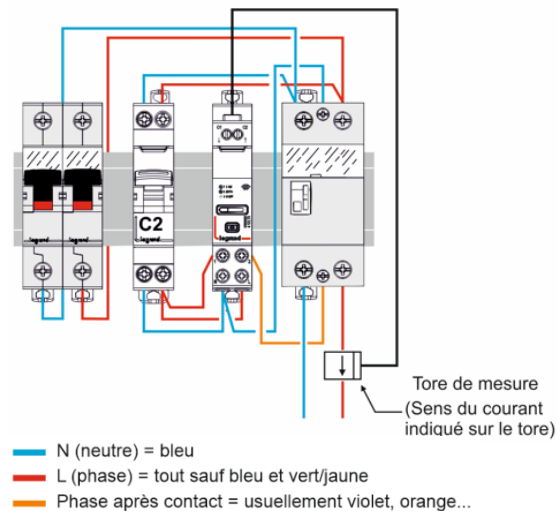 C2
legrand
legrand
legrand
legrand
Tore de mesure
(Sens du courant
indiqué sur le tore)
N (neutre) = bleu
L (phase) = tout sauf bleu et vert/jaune
Phase après contact = usuellement violet, orange...